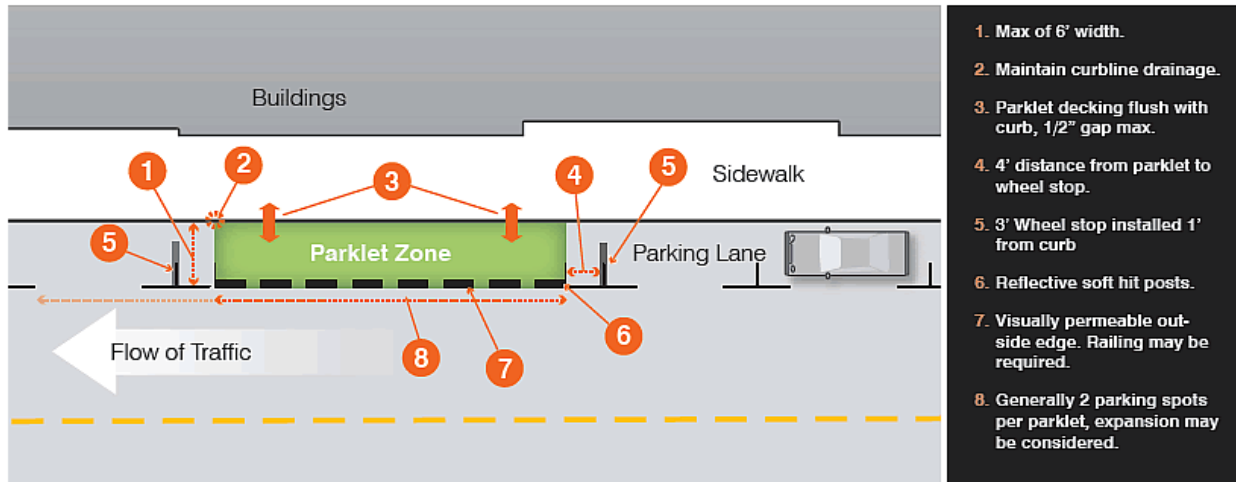 Buildings
1
2
3
4
5
Sidewalk
5
Parklet Zone
Parking Lane
Flow of Traffic
8
7
6
1. Max of 6' width.
2. Maintain curbline drainage.
3. Parklet decking flush with
curb, 1/2" gap max.
4. 4' distance from parklet to
wheel stop.
5. 3' Wheel stop installed 1'
from curb
6. Reflective soft hit posts.
7. Visually permeable out-
side edge. Railing may be
required.
8. Generally 2 parking spots
per parklet, expansion may
be considered.